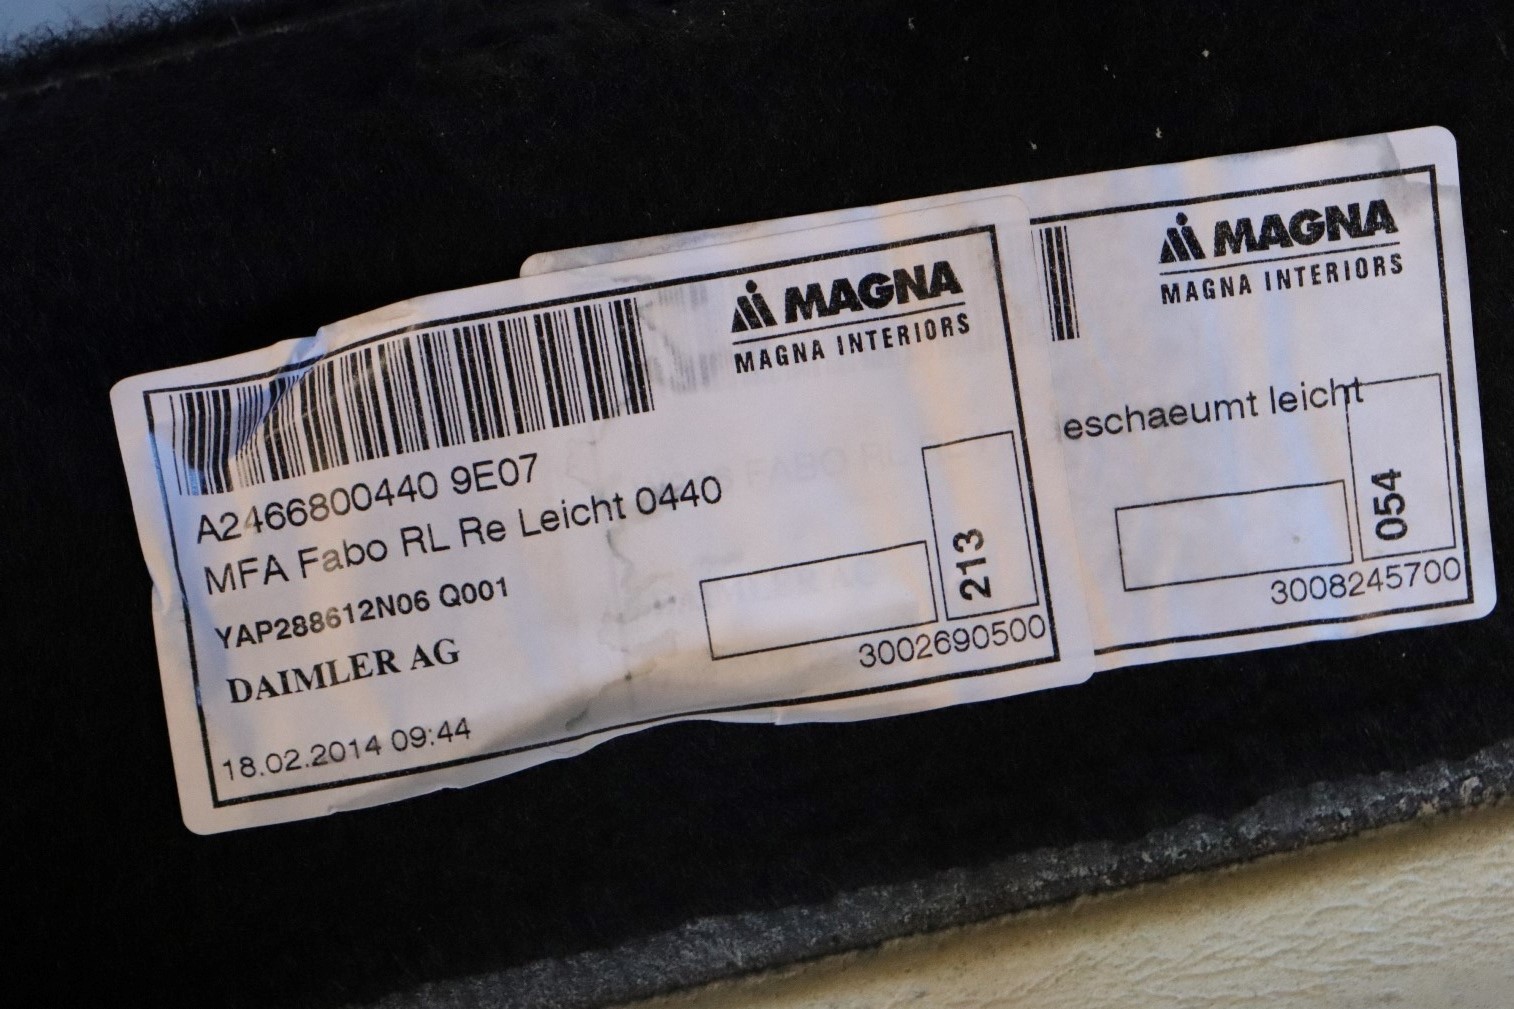 MAGNA
MAGNA INTERIORS
A2466800440 9E07
MFA Fabo RL Re Leicht 0440
YAP288612N06 Q001
DAIMLER AG
18.02.2014 09:44
213
3002690500
MAGNA
MAGNA INTERIORS
eschaeumt leicht
054
3008245700